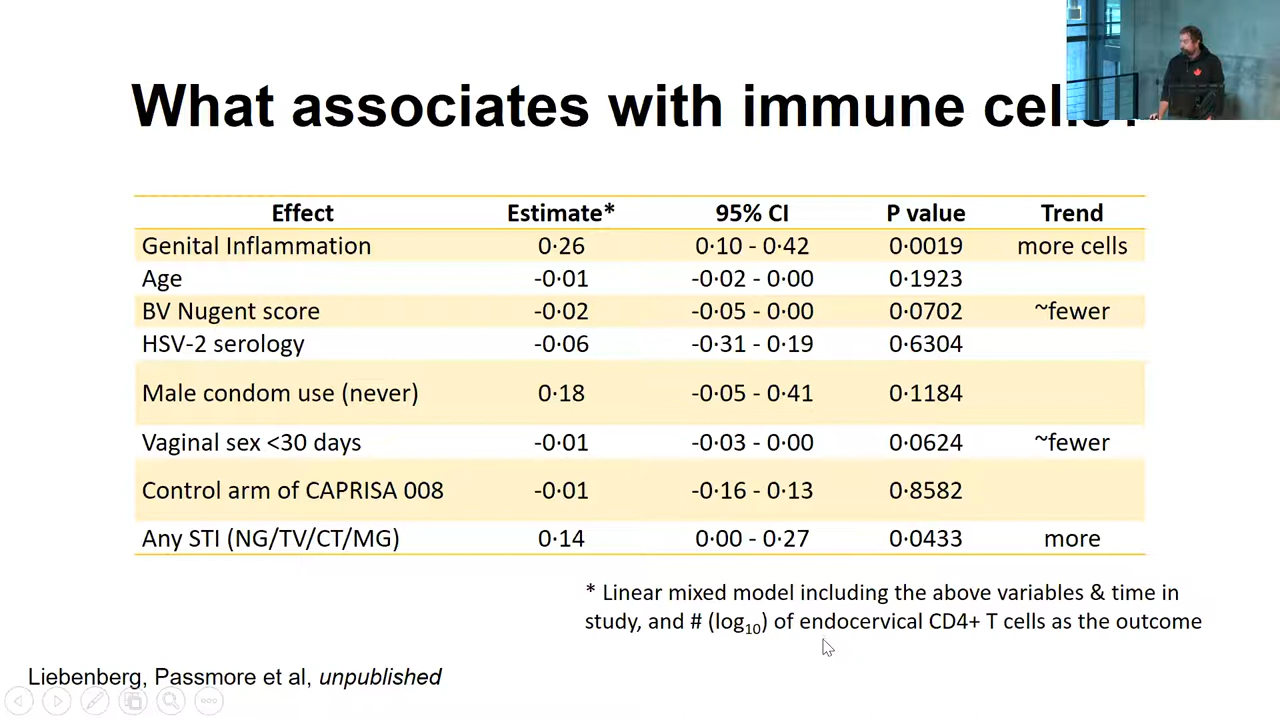 What associates with immune cells?
Effect Estimate* 95% CI P value Trend
Genital Inflammation 0·26 0·10 - 0·42 0·0019 more cells
Age -0·01 -0·02 - 0·00 0·1923
BV Nugent score -0·02 -0·05 - 0·00 0·0702 ~fewer
HSV-2 serology -0·06 -0·31 - 0·19 0·6304
Male condom use (never) 0·18 -0·05 - 0·41 0·1184
Vaginal sex <30 days -0·01 -0·03 - 0·00 0·0624 ~fewer
Control arm of CAPRISA 008 -0·01 -0·16 - 0·13 0·8582
Any STI (NG/TV/CT/MG) 0·14 0·00 - 0·27 0·0433 more
* Linear mixed model including the above variables & time in
study, and # (log10) of endocervical CD4+ T cells as the outcome
Liebenberg, Passmore et al, unpublished